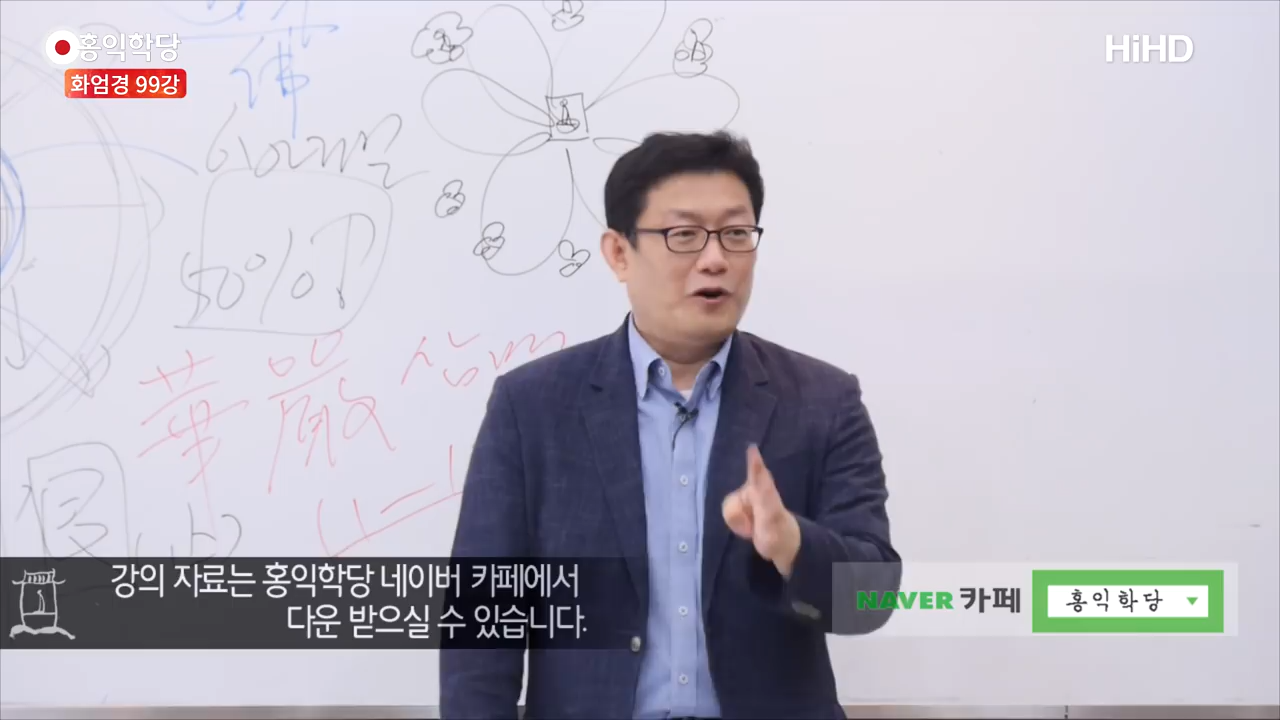 홍익학당
HiHD
화엄경 99강
佛
50%
華嚴
강의 자료는 홍익학당 네이버 카페에서
다운 받으실 수 있습니다.
NAVER 카페
홍익학당